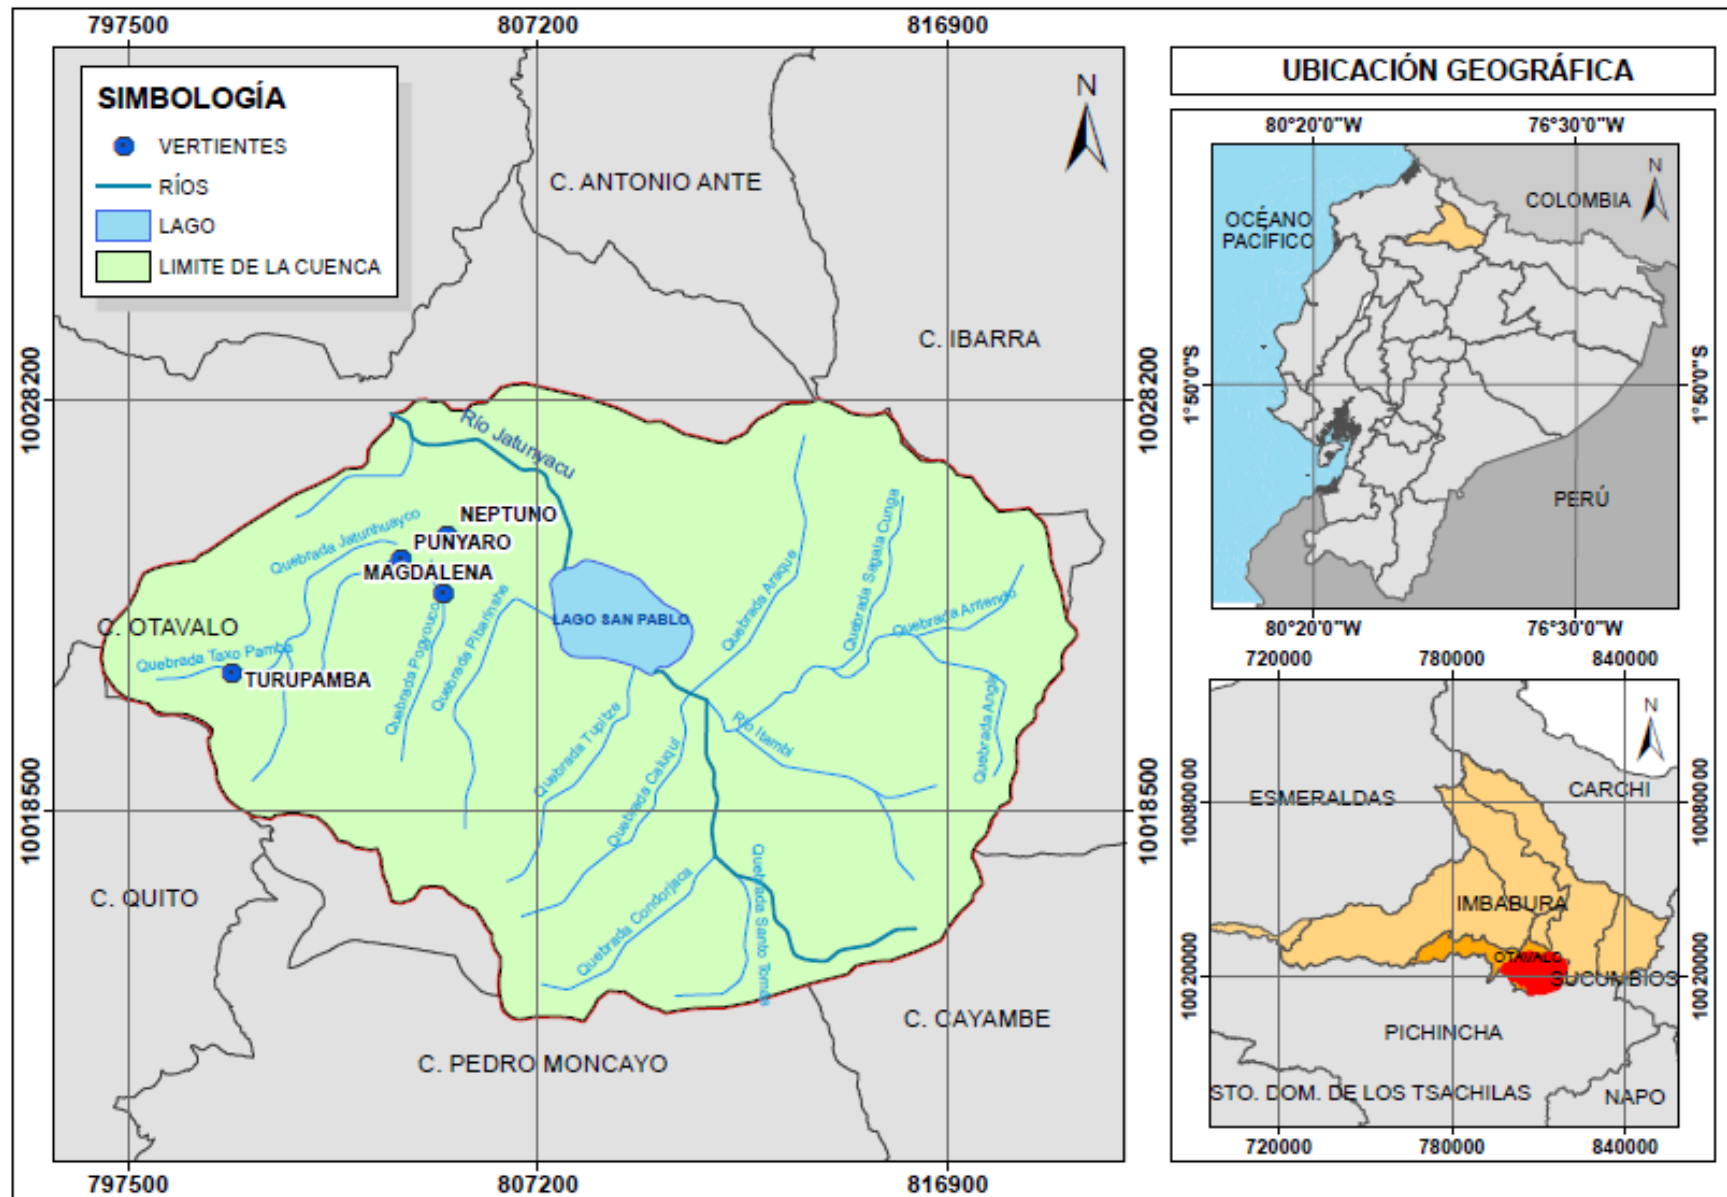 797500
807200
816900
SIMBOLOGÍA
VERTIENTES
RÍOS
LAGO
LIMITE DE LA CUENCA
N
C. ANTONIO ANTE
C. IBARRA
10028200
10028200
Río Jatunyacu
NEPTUNO
PUNYARO
MAGDALENA
Quebrada Jatunhuayco
C. OTAVALO
Quebrada Taxo Pamba
TURUPAMBA
Quebrada Pogyouco
Quebrada Pibarinshe
LAGO SAN PABLO
Quebrada Araque
Quebrada Sagala Cunga
Quebrada Arriendo
Quebrada Angla
Río Itambi
Quebrada Tupitze
Quebrada Caluqui
Quebrada Condorjaca
Quebrada Santo Tomás
10018500
10018500
C. QUITO
C. PEDRO MONCAYO
C. CAYAMBE
797500
807200
816900
UBICACIÓN GEOGRÁFICA
80°20'0"W
76°30'0"W
N
COLOMBIA
OCÉANO
PACÍFICO
1°50'0"S
1°50'0"S
PERÚ
80°20'0"W
76°30'0"W
720000
780000
840000
N
ESMERALDAS
CARCHI
10080000
10080000
IMBABURA
OTAVALO
SUCUMBIOS
10020000
10020000
PICHINCHA
STO. DOM. DE LOS TSACHILAS
NAPO
720000
780000
840000